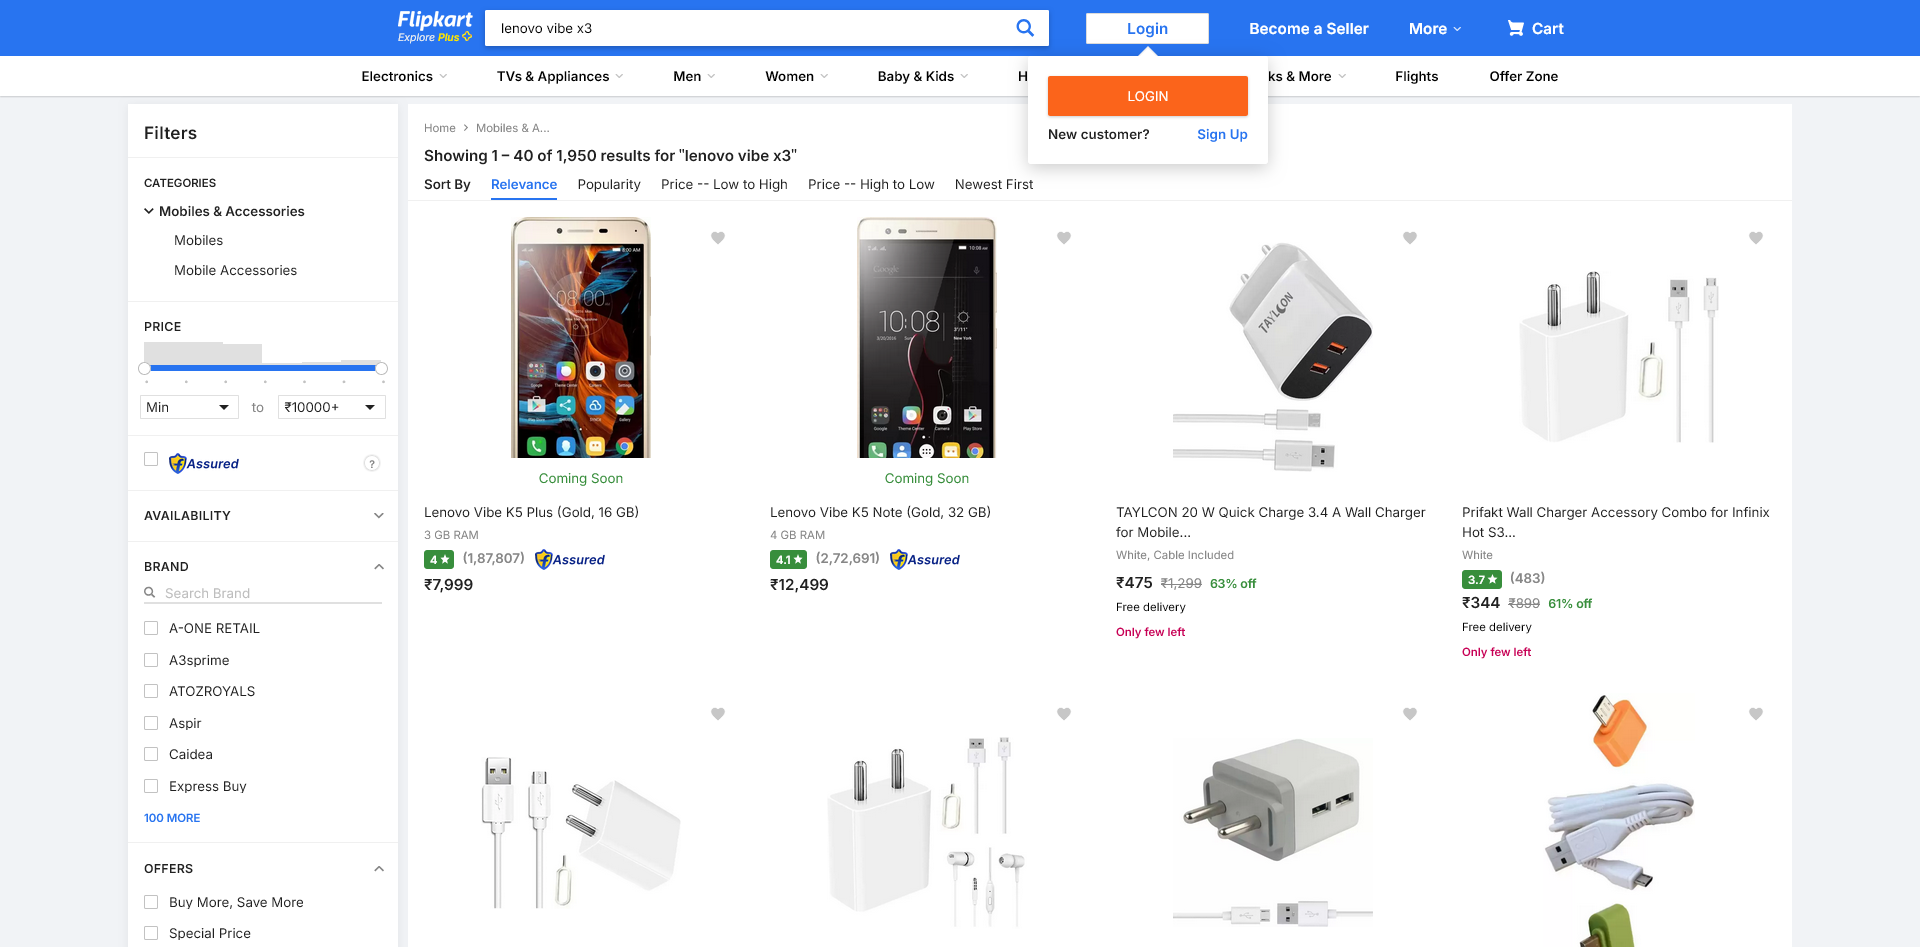 Flipkart
Explore Plus
lenovo vibe x3
Login
Become a Seller
More
Cart
Electronics
TVs & Appliances
Men
Women
Baby & Kids
H
ks & More
Flights
Offer Zone
LOGIN
New customer?
Sign Up
Filters
CATEGORIES
Mobiles & Accessories
Mobiles
Mobile Accessories
PRICE
Min
to
₹10000+
Assured
?
AVAILABILITY
BRAND
Search Brand
A-ONE RETAIL
A3sprime
ATOZROYALS
Aspir
Caidea
Express Buy
100 MORE
OFFERS
Buy More, Save More
Special Price
Home
Mobiles & A...
Showing 1 – 40 of 1,950 results for "lenovo vibe x3"
Sort By
Relevance
Popularity
Price -- Low to High
Price -- High to Low
Newest First
08:00
Coming Soon
Lenovo Vibe K5 Plus (Gold, 16 GB)
3 GB RAM
4
(1,87,807)
Assured
₹7,999
Google
10:08
Coming Soon
Lenovo Vibe K5 Note (Gold, 32 GB)
4 GB RAM
4.1
(2,72,691)
Assured
₹12,499
TAYLCON
TAYLCON 20 W Quick Charge 3.4 A Wall Charger
for Mobile...
White, Cable Included
₹475 ₹1,299 63% off
Free delivery
Only few left
Prifakt Wall Charger Accessory Combo for Infinix
Hot S3...
White
3.7
(483)
₹344 ₹899 61% off
Free delivery
Only few left